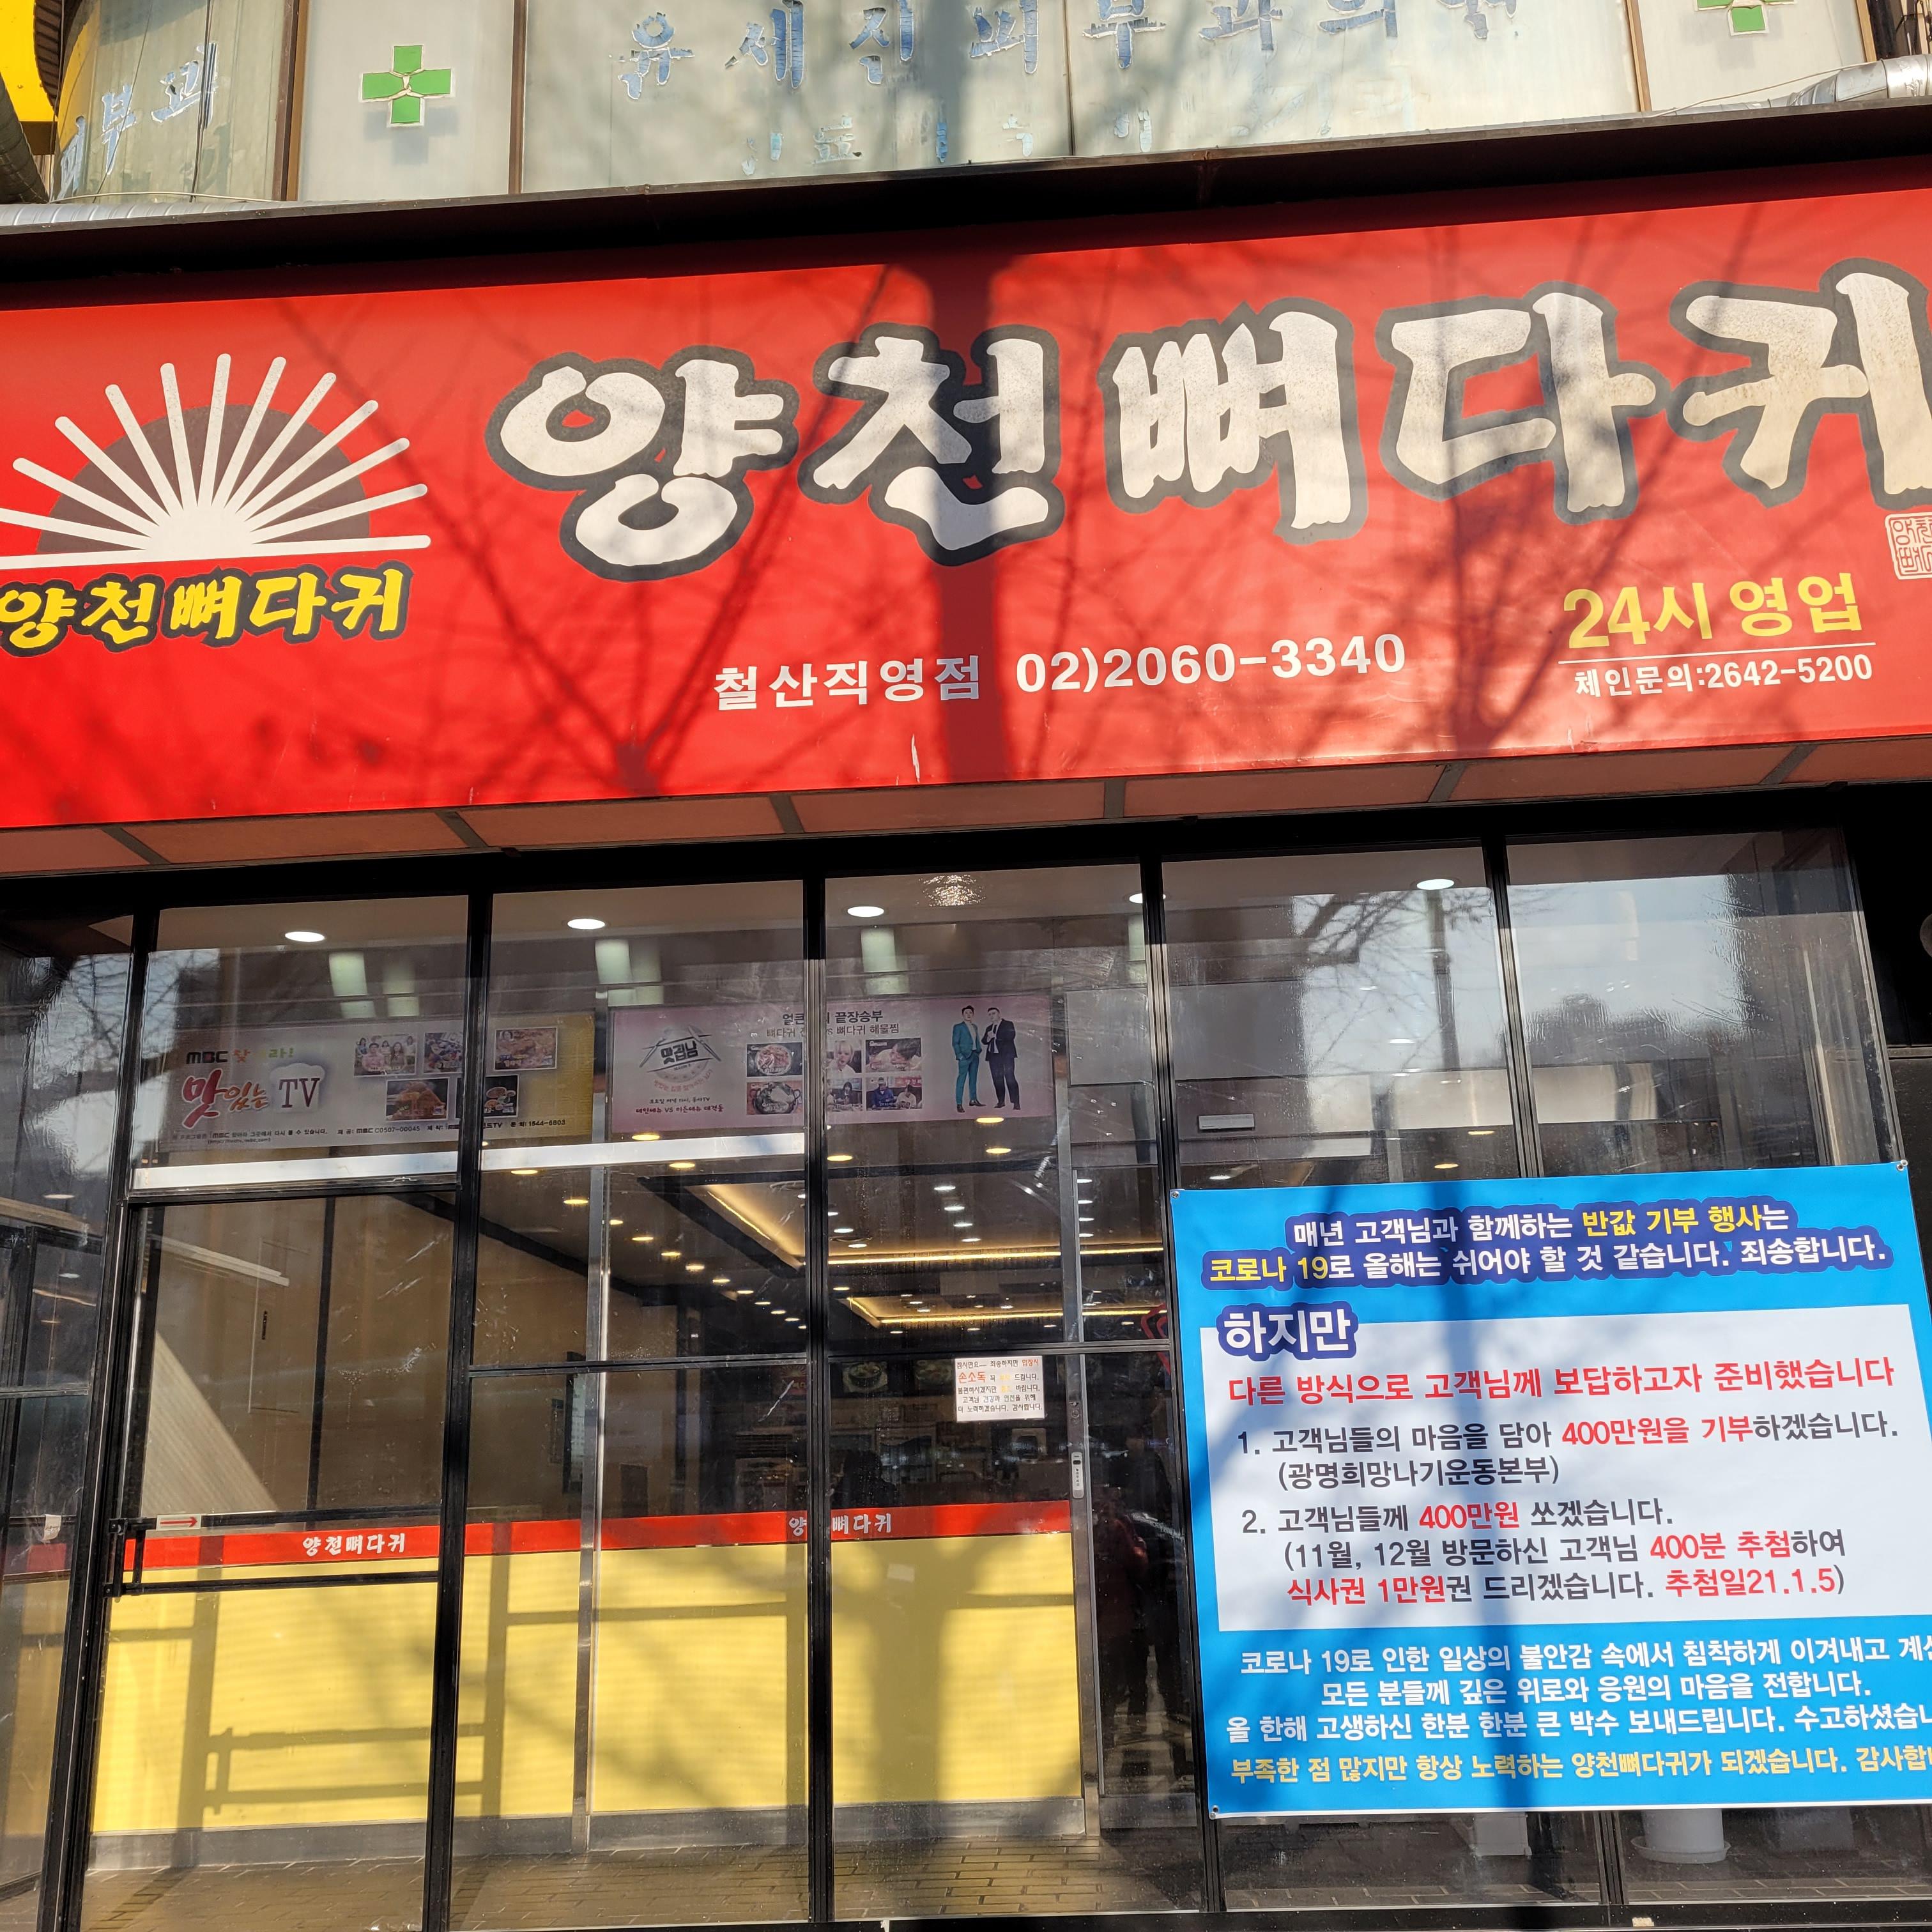 유세진피부과의원
피부과
양천뼈다귀
양천뼈다귀
24시 영업
철산직영점 02)2060-3340
체인문의:2642-5200
MBC
맛있는 TV
맛겁남
끝장승부
양천뼈다귀
손소독
매년 고객님과 함께하는 반값 기부 행사는
코로나 19로 올해는 쉬어야 할 것 같습니다. 죄송합니다.
하지만
다른 방식으로 고객님께 보답하고자 준비했습니다
1. 고객님들의 마음을 담아 400만원을 기부하겠습니다.
(광명희망나기운동본부)
2. 고객님들께 400만원 쏘겠습니다.
(11월, 12월 방문하신 고객님 400분 추첨하여
식사권 1만원권 드리겠습니다. 추첨일21.1.5)
코로나 19로 인한 일상의 불안감 속에서 침착하게 이겨내고
모든 분들께 깊은 위로와 응원의 마음을 전합니다.
올 한해 고생하신 한분 한분 큰 박수 보내드립니다.
부족한 점 많지만 항상 노력하는 양천뼈다귀가 되겠습니다.